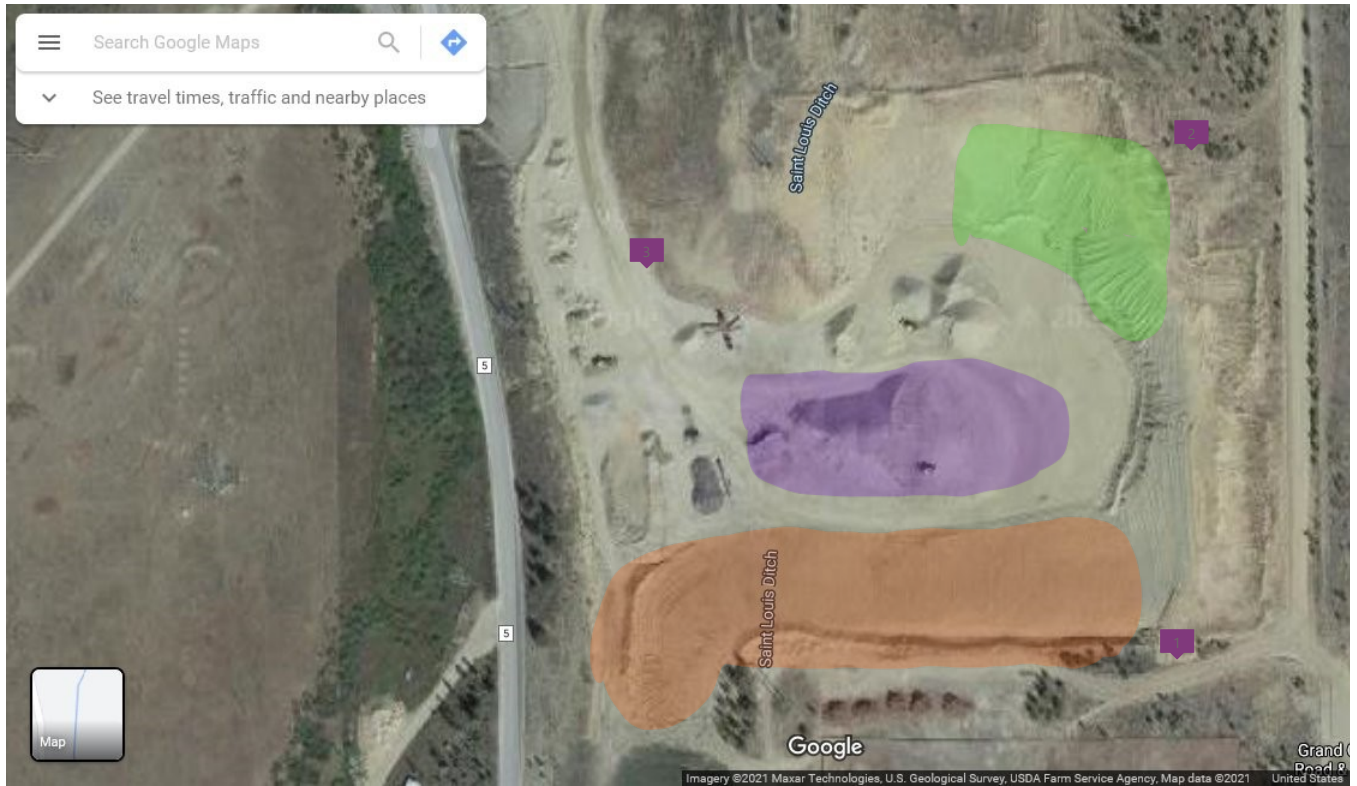 Search Google Maps
See travel times, traffic and nearby places
Saint Louis Ditch
2
3
5
5
Saint Louis Ditch
1
Map
Google
Grand
Road &
Imagery ©2021 Maxar Technologies, U.S. Geological Survey, USDA Farm Service Agency, Map data ©2021 United States